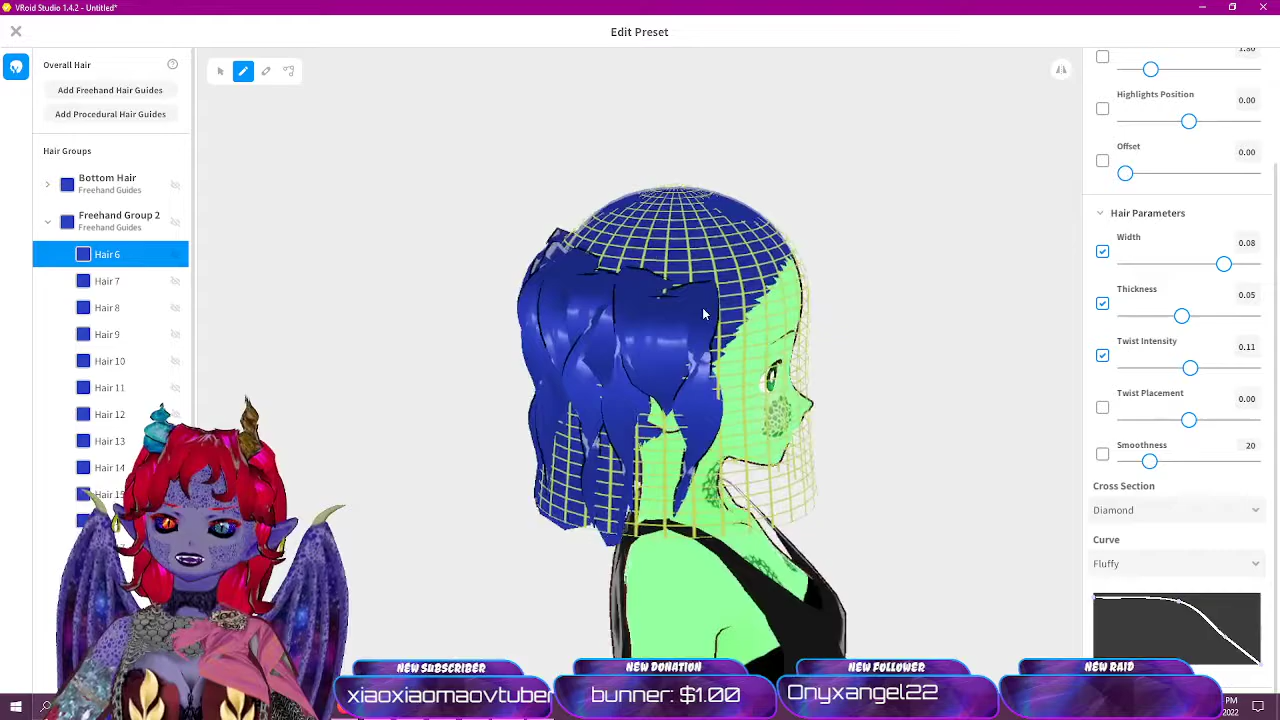 VRoid Studio 1.4.2 - Untitled*
Edit Preset
Overall Hair
Add Freehand Hair Guides
Add Procedural Hair Guides
Hair Groups
Bottom Hair
Freehand Guides
Freehand Group 2
Freehand Guides
Hair 6
Hair 7
Hair 8
Hair 9
Hair 10
Hair 11
Hair 12
Hair 13
Hair 14
Hair 15
Highlights Position
0.00
Offset
0.00
Hair Parameters
Width
0.08
Thickness
0.05
Twist Intensity
0.11
Twist Placement
0.00
Smoothness
20
Cross Section
Diamond
Curve
Fluffy
NEW SUBSCRIBER
xiaoxiaomaovtuber
NEW DONATION
bunner: $1.00
NEW FOLLOWER
Onyxangel22
NEW RAID
PM